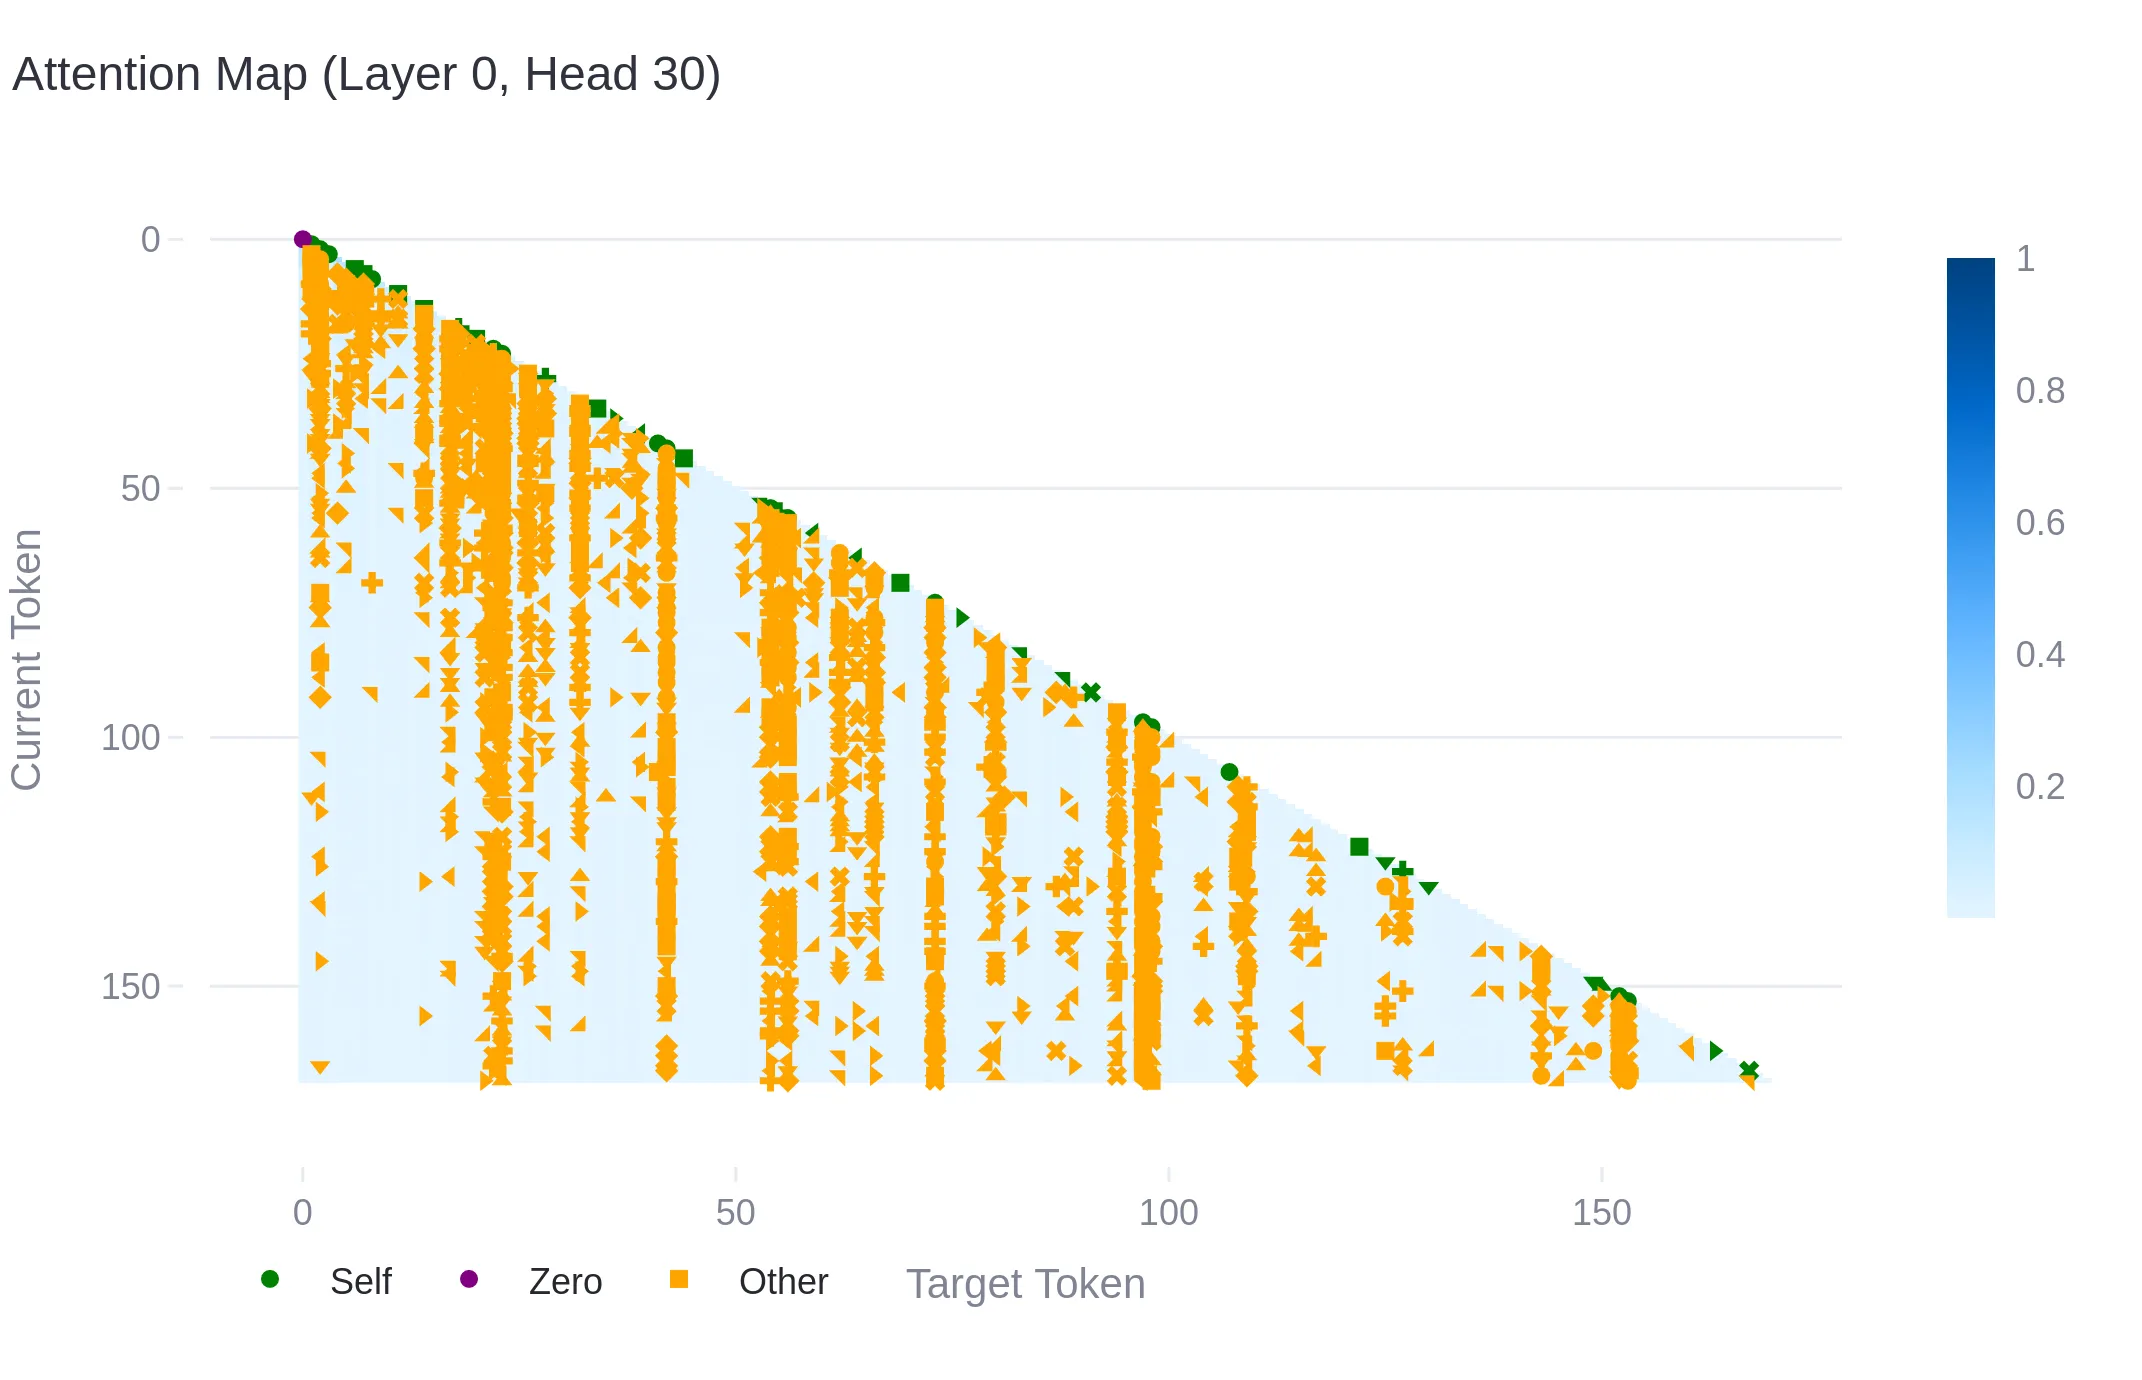 Attention Map (Layer 0, Head 30)
0
50
100
150
Current Token
1
0.8
0.6
0.4
0.2
0 50 100 150
Self Zero Other Target Token